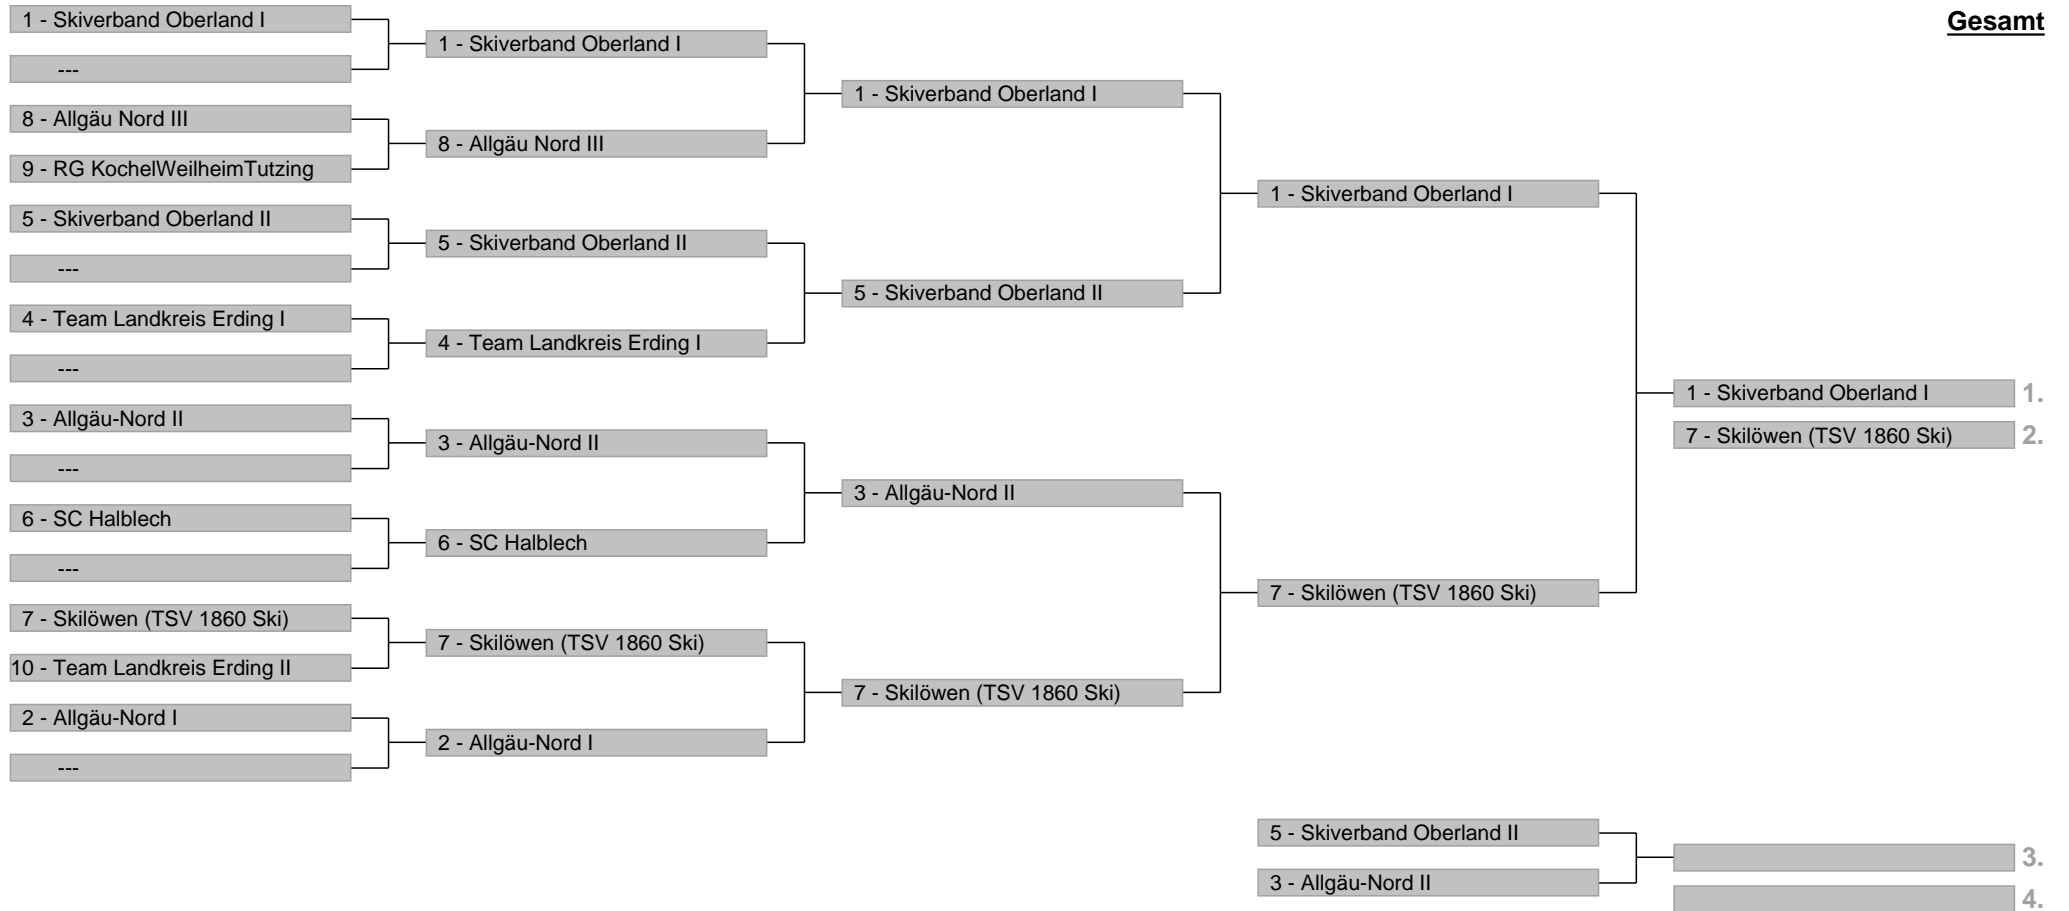 Gesamt
1 - Skiverband Oberland I
---
8 - Allgäu Nord III
9 - RG KochelWeilheimTutzing
5 - Skiverband Oberland II
---
4 - Team Landkreis Erding I
---
3 - Allgäu-Nord II
---
6 - SC Halblech
---
7 - Skilöwen (TSV 1860 Ski)
10 - Team Landkreis Erding II
2 - Allgäu-Nord I
---
1 - Skiverband Oberland I
8 - Allgäu Nord III
5 - Skiverband Oberland II
4 - Team Landkreis Erding I
3 - Allgäu-Nord II
6 - SC Halblech
7 - Skilöwen (TSV 1860 Ski)
2 - Allgäu-Nord I
1 - Skiverband Oberland I
5 - Skiverband Oberland II
3 - Allgäu-Nord II
7 - Skilöwen (TSV 1860 Ski)
1 - Skiverband Oberland I
7 - Skilöwen (TSV 1860 Ski)
1 - Skiverband Oberland I 1.
7 - Skilöwen (TSV 1860 Ski) 2.
5 - Skiverband Oberland II
3 - Allgäu-Nord II
3.
4.